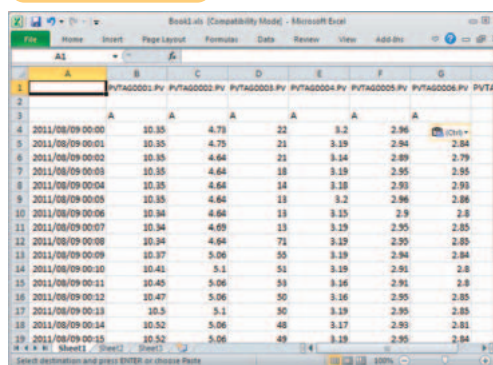 Book1.xls [Compatibility Mode] - Microsoft Excel
File Home Insert Page Layout Formulas Data Review View Add-Ins
A1 fx
A B C D E F G
1 PVTAG0001.PV PVTAG0002.PV PVTAG0003.PV PVTAG0004.PV PVTAG0005.PV PVTAG0006.PV PVTA
2
3 A A A A A A
4 2011/08/09 00:00 10.35 4.73 22 3.2 2.96 (Ctrl)
5 2011/08/09 00:01 10.35 4.75 21 3.19 2.94 2.84
6 2011/08/09 00:02 10.35 4.64 21 3.14 2.89 2.79
7 2011/08/09 00:03 10.35 4.64 18 3.19 2.95 2.95
8 2011/08/09 00:04 10.35 4.64 14 3.18 2.93 2.93
9 2011/08/09 00:05 10.35 4.64 13 3.2 2.96 2.86
10 2011/08/09 00:06 10.34 4.64 13 3.15 2.9 2.8
11 2011/08/09 00:07 10.34 4.69 13 3.19 2.95 2.85
12 2011/08/09 00:08 10.34 4.64 71 3.19 2.95 2.85
13 2011/08/09 00:09 10.37 5.06 55 3.19 2.94 2.84
14 2011/08/09 00:10 10.41 5.1 51 3.19 2.91 2.8
15 2011/08/09 00:11 10.45 5.06 53 3.16 2.91 2.8
16 2011/08/09 00:12 10.47 5.06 50 3.16 2.95 2.85
17 2011/08/09 00:13 10.5 5.1 50 3.19 2.95 2.85
18 2011/08/09 00:14 10.52 5.06 48 3.17 2.93 2.81
19 2011/08/09 00:15 10.52 5.06 49 3.19 2.95 2.84
Sheet1 Sheet2 Sheet3
Select destination and press ENTER or choose Paste 100%